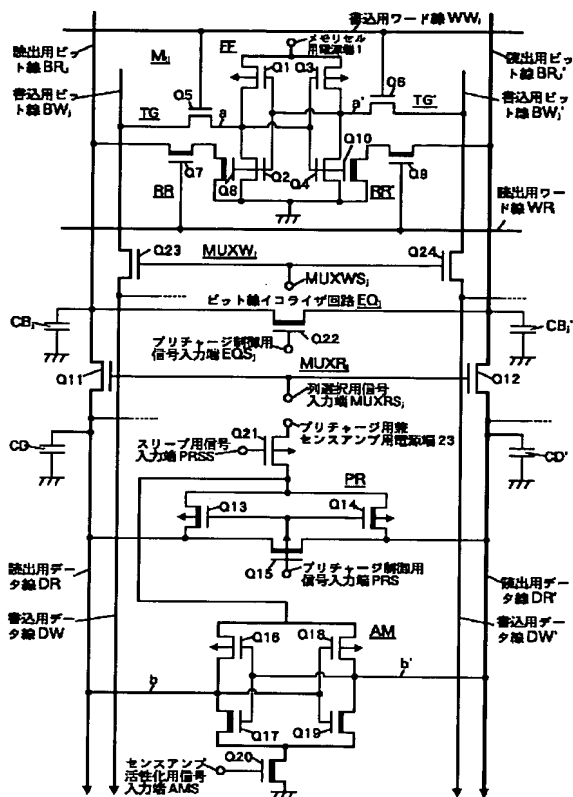 書込用ワード線WWi
読出用ビット線BRj
書込用ビット線BWj
Mij
FF
メモリセル用電源端1
読出用ビット線BRj'
書込用ビット線BWj'
Q1
Q3
Q5
Q6
TG
a
a'
TG'
Q7
Q8
Q2
Q4
Q10
Q9
RR
RR'
読出用ワード線WR
Q23
MUXWj
Q24
MUXWSj
ビット線イコライザ回路EQj
CBj
CBj'
Q22
プリチャージ制御用信号入力端EQSj
MUXRj
Q11
Q12
列選択用信号入力端MUXRSj
プリチャージ用兼センスアンプ用電源端23
Q21
スリープ用信号入力端PRSS
CD
CD'
PR
Q13
Q14
Q15
プリチャージ制御用信号入力端PRS
読出用データ線DR
書込用データ線DW
読出用データ線DR'
書込用データ線DW'
AM
Q16
Q18
b
b'
Q17
Q19
Q20
センスアンプ活性化用信号入力端AMS